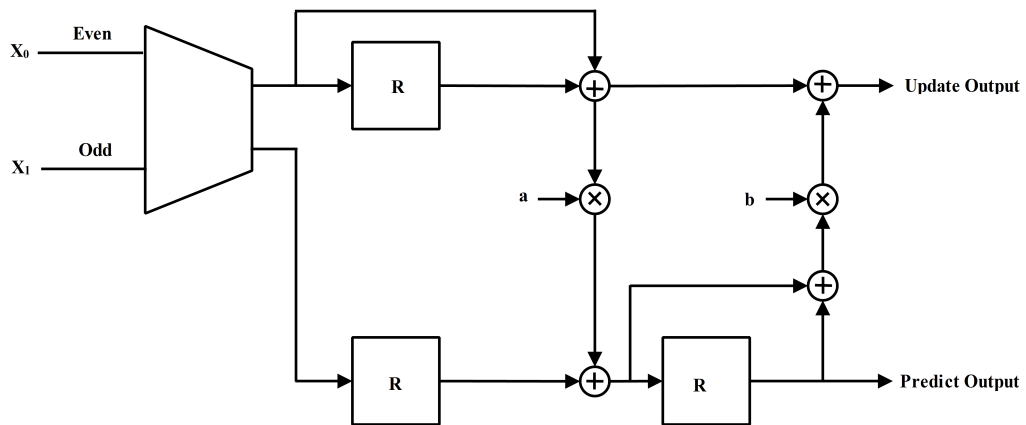 Even
X0
R
Update Output
Odd
X1
a
b
R
R
Predict Output